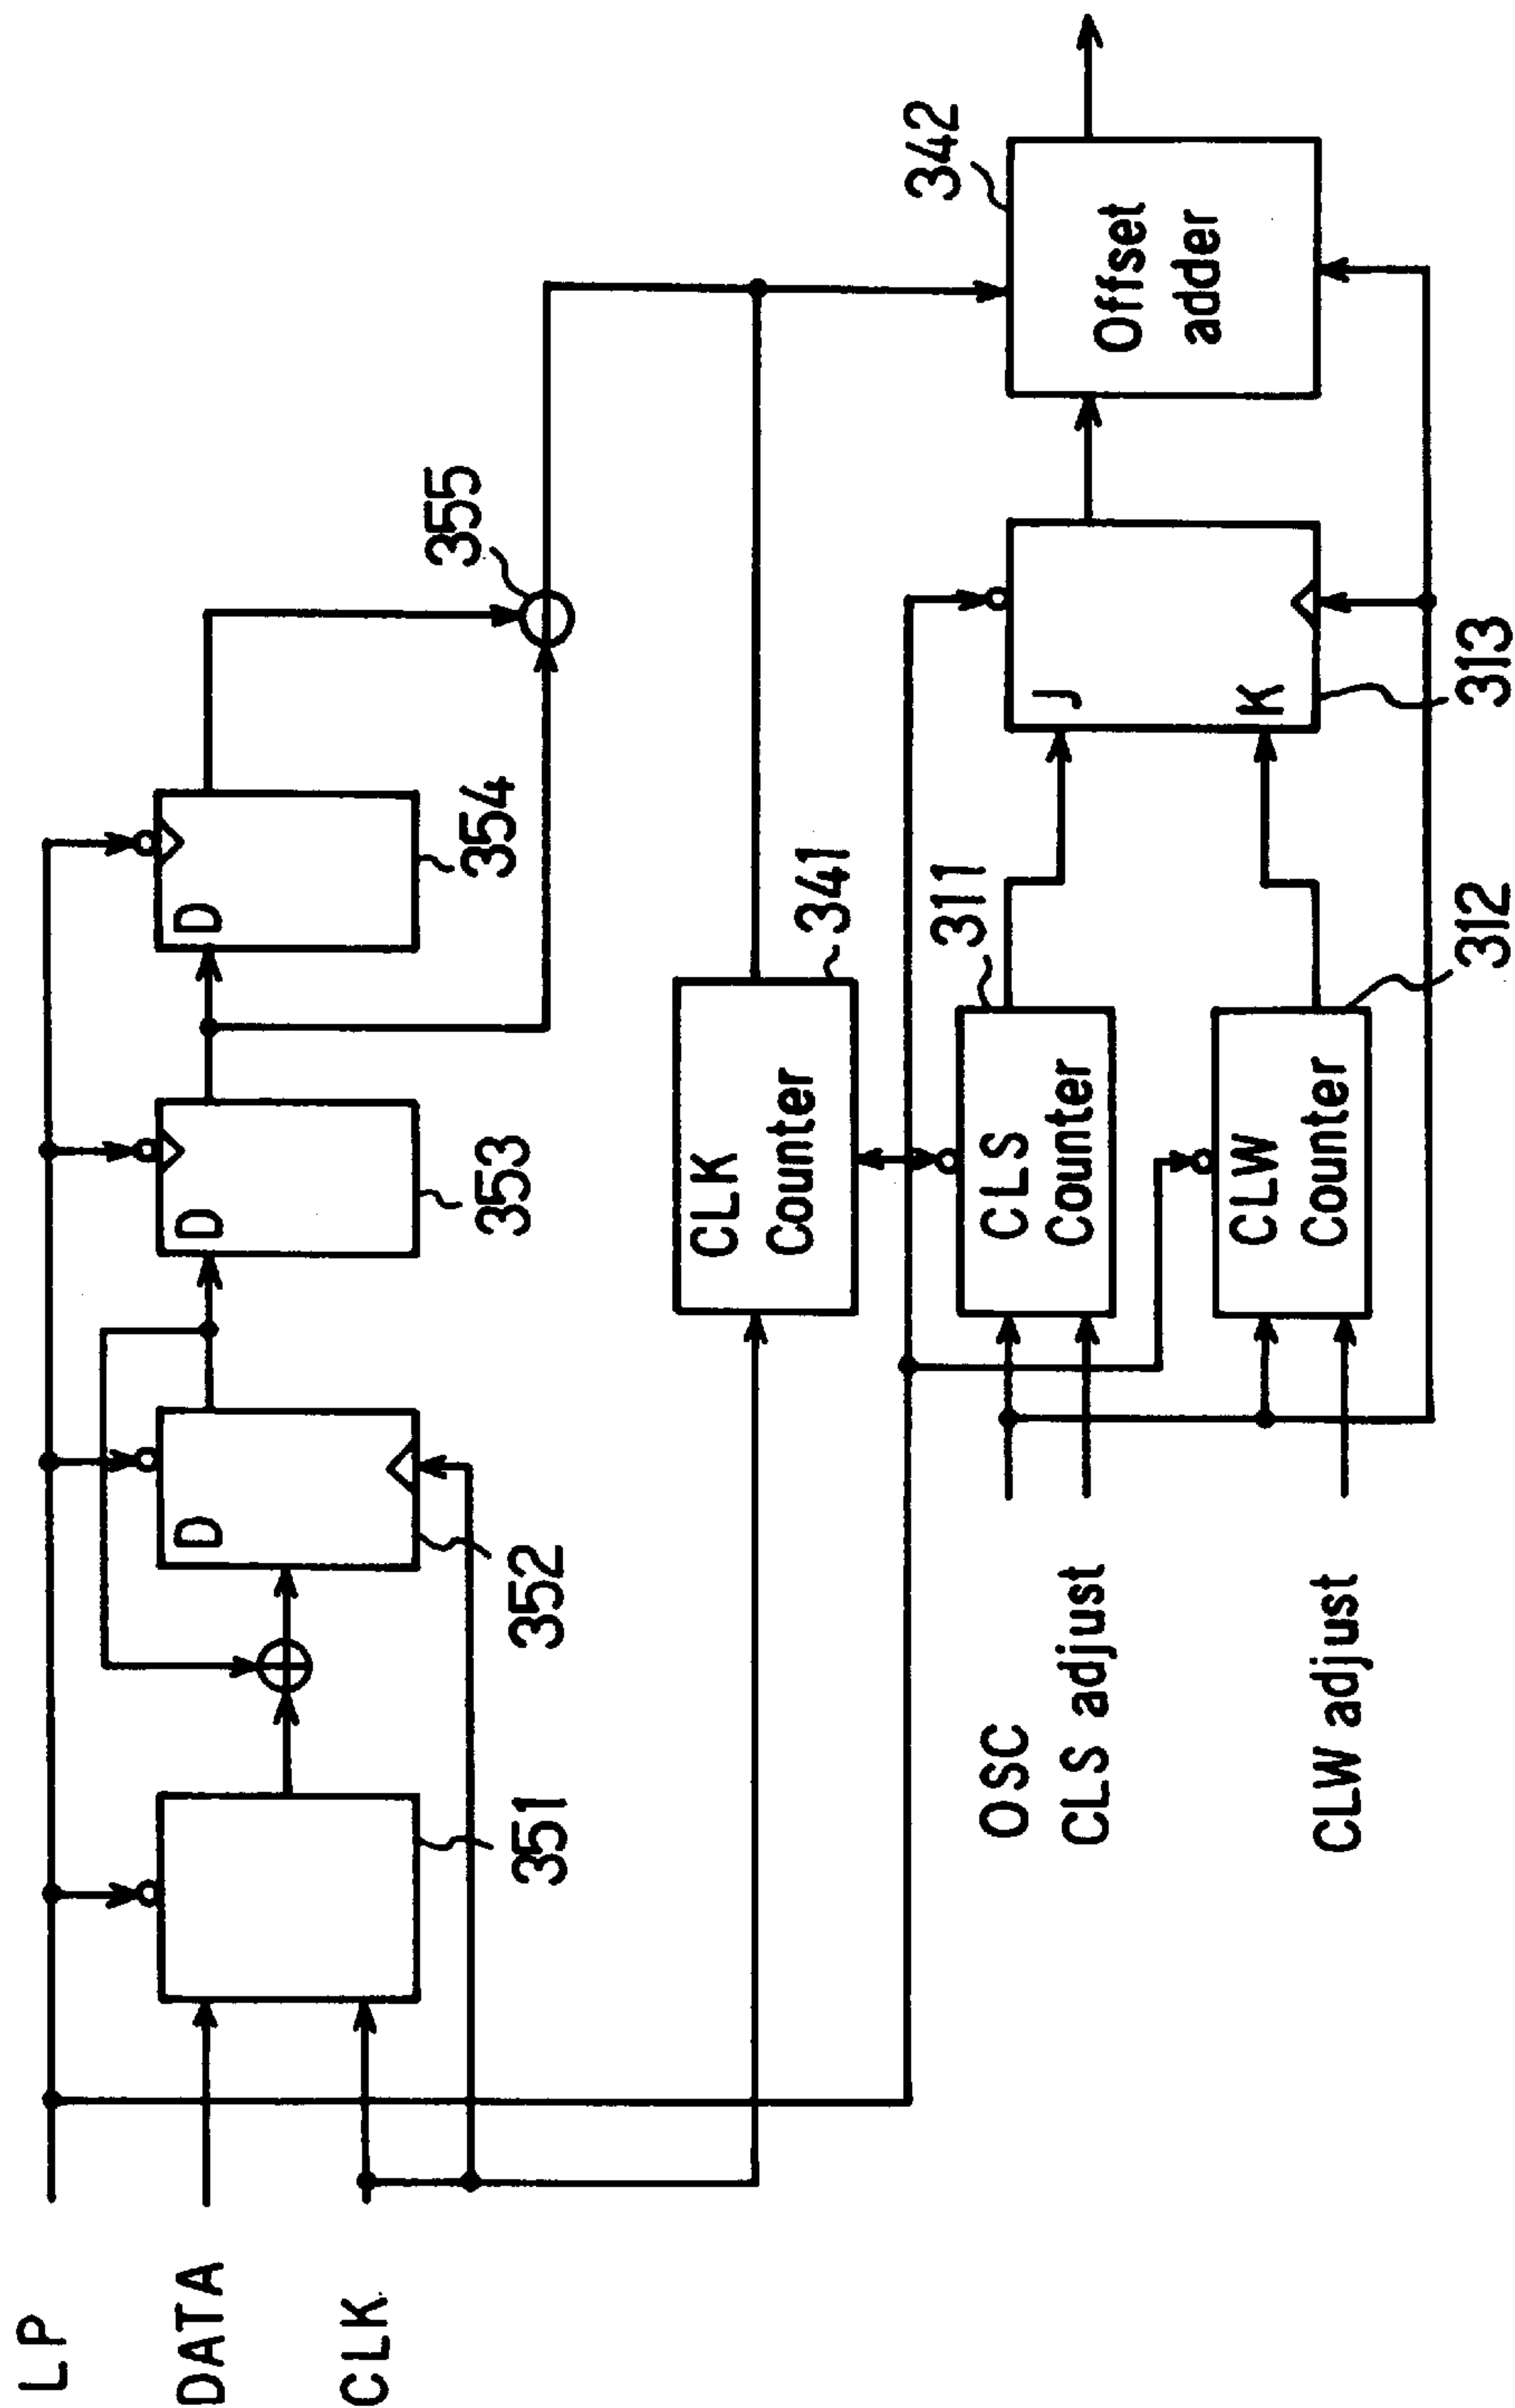 LP
DATA
CLK
351
D
352
D
353
D
354
355
CLK
Counter
341
OSC
CLS adjust
CLW adjust
CLS
Counter
311
CLW
Counter
312
J
K
313
Offset
adder
342